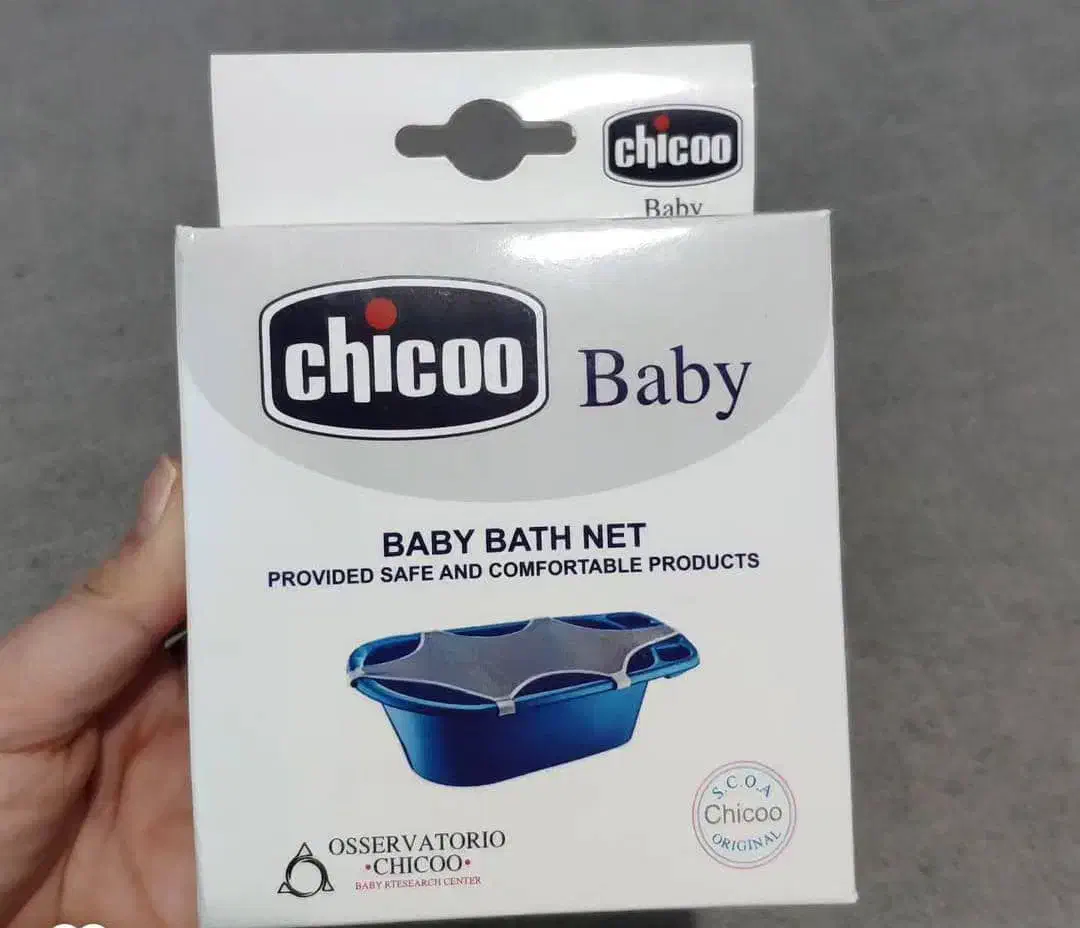 chicoo
Baby
chicoo
Baby
BABY BATH NET
PROVIDED SAFE AND COMFORTABLE PRODUCTS
OSSERVATORIO
•CHICOO•
BABY RTESEARCH CENTER
S.C.O.A
Chicoo
ORIGINAL